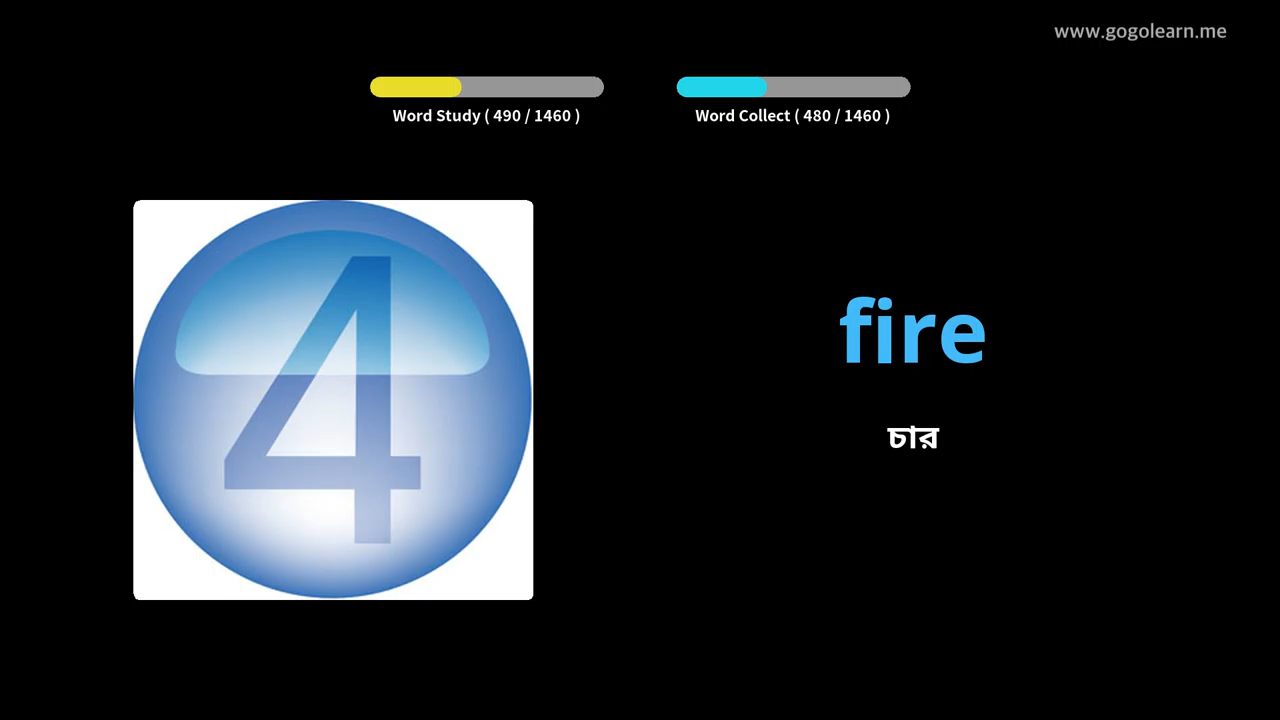 www.gogolearn.me
Word Study ( 490 / 1460 )
Word Collect ( 480 / 1460 )
4
fire
চার